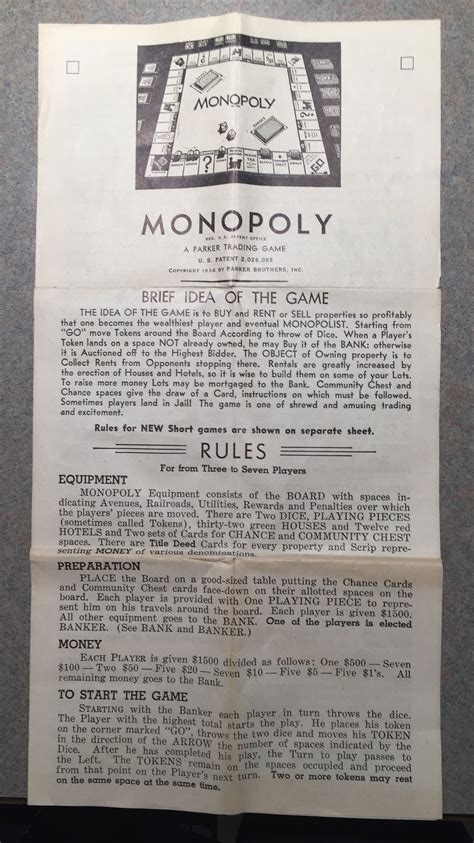 MONOPOLY
GO
MONOPOLY
REG. U.S. PATENT OFFICE
A PARKER TRADING GAME
U. S. PATENT 2,026,082
COPYRIGHT 1936 BY PARKER BROTHERS, INC.
BRIEF IDEA OF THE GAME
THE IDEA OF THE GAME is to BUY and RENT or SELL properties so profitably
that one becomes the wealthiest player and eventual MONOPOLIST. Starting from
"GO" move Tokens around the Board According to throw of Dice. When a Player's
Token lands on a space NOT already owned, he may Buy it of the BANK; otherwise
it is Auctioned off to the Highest Bidder. The OBJECT of Owning property is to
Collect Rents from Opponents stopping there. Rentals are greatly increased by
the erection of Houses and Hotels, so it is wise to build them on some of your Lots.
To raise more money Lots may be mortgaged to the Bank. Community Chest and
Chance spaces give the draw of a Card, instructions on which must be followed.
Sometimes players land in Jail! The game is one of shrewd and amusing trading
and excitement.
Rules for NEW Short games are shown on separate sheet.
RULES
For from Three to Seven Players
EQUIPMENT
MONOPOLY Equipment consists of the BOARD with spaces in-
dicating Avenues, Railroads, Utilities, Rewards and Penalties over which
the players' pieces are moved. There are Two DICE, PLAYING PIECES
(sometimes called Tokens), thirty-two green HOUSES and Twelve red
HOTELS and Two sets of Cards for CHANCE and COMMUNITY CHEST
spaces. There are Title Deed Cards for every property and Scrip repre-
senting MONEY of various denominations.
PREPARATION
PLACE the Board on a good-sized table putting the Chance Cards
and Community Chest cards face-down on their allotted spaces on the
board. Each Player is provided with One PLAYING PIECE to repre-
sent him on his travels around the board. Each Player is given $1500.
All other equipment goes to the BANK. One of the players is elected
BANKER. (See BANK and BANKER.)
MONEY
EACH PLAYER is given $1500 divided as follows: One $500 — Seven
$100 — Two $50 — Five $20 — Seven $10 — Five $5 — Five $1's. All
remaining money goes to the Bank.
TO START THE GAME
STARTING with the Banker each player in turn throws the dice.
The Player with the highest total starts the play. He places his token
on the corner marked "GO", throws the two dice and moves his TOKEN
in the direction of the ARROW the number of spaces indicated by the
Dice. After he has completed his play, the Turn to play passes to
the Left. The TOKENS remain on the spaces occupied and proceed
from that point on the Player's next turn. Two or more tokens may rest
on the same space at the same time.